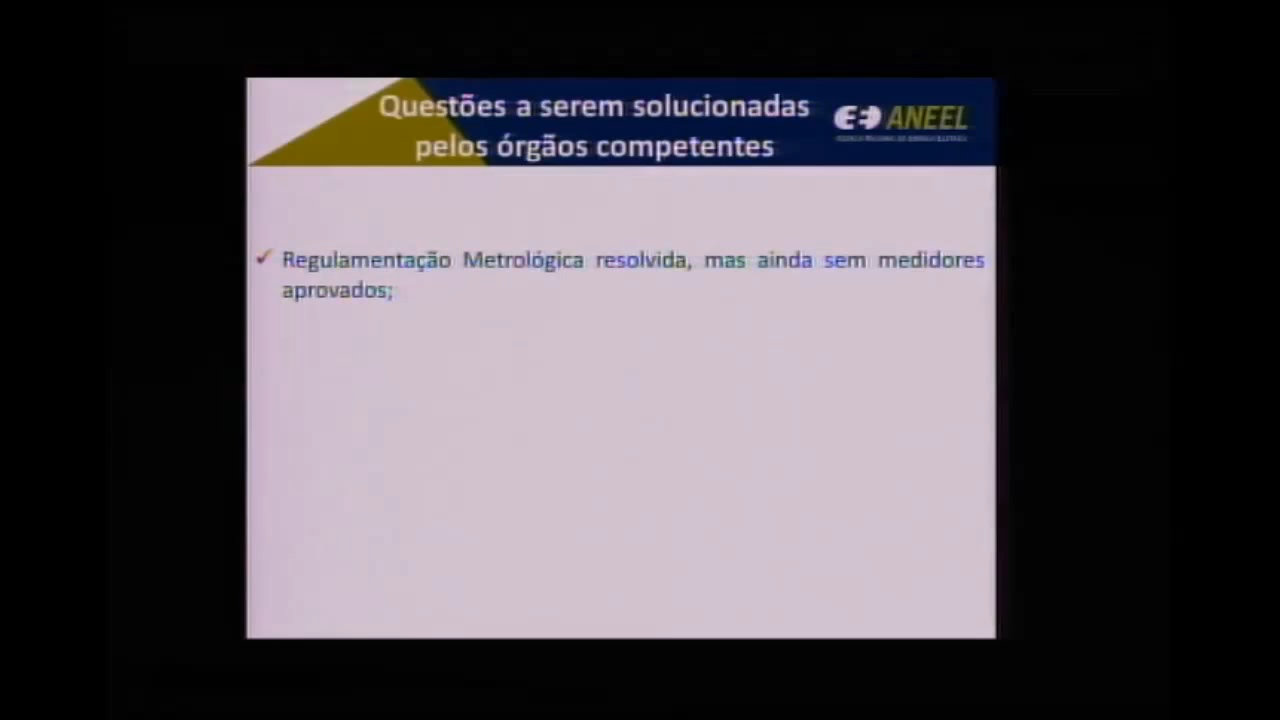 Questões a serem solucionadas
pelos órgãos competentes
ANEEL
✓ Regulamentação Metrológica resolvida, mas ainda sem medidores
aprovados;